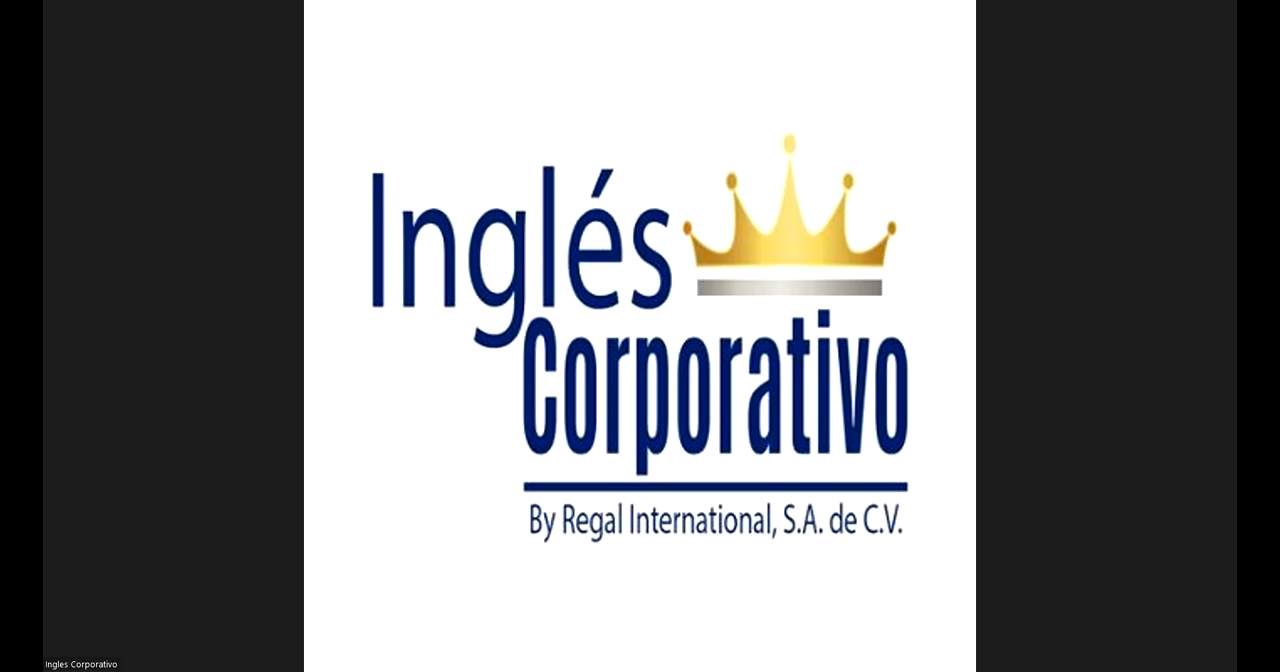 Inglés
Corporativo
By Regal International, S.A. de C.V.
Ingles Corporativo